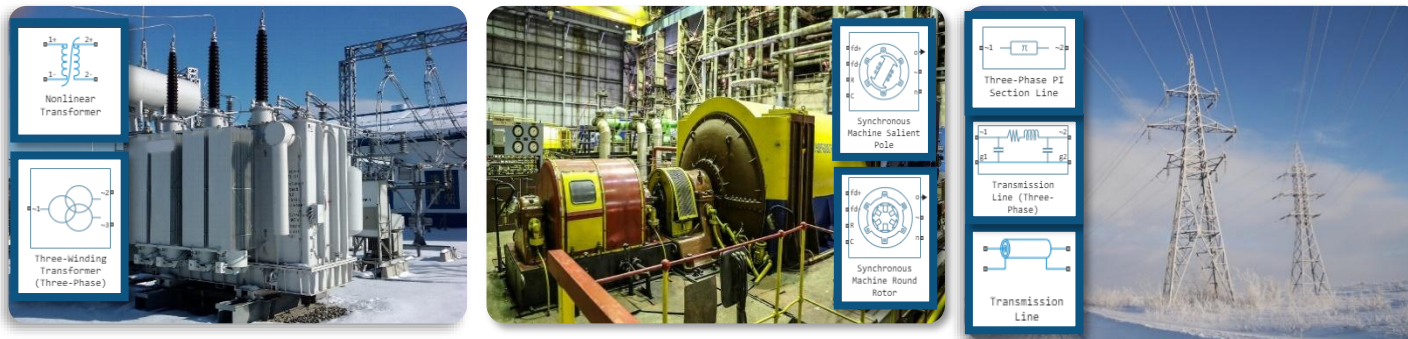 1+ 2+
1- 2-
Nonlinear
Transformer
~1 ~2
~3
Three-Winding
Transformer
(Three-Phase)
fd+
fd-
R
C
o
~
n
Synchronous
Machine Salient
Pole
fd+
fd-
R
C
o
~
n
Synchronous
Machine Round
Rotor
~1 π ~2
Three-Phase PI
Section Line
~1 ~2
g1 g2
Transmission
Line (Three-
Phase)
Transmission
Line